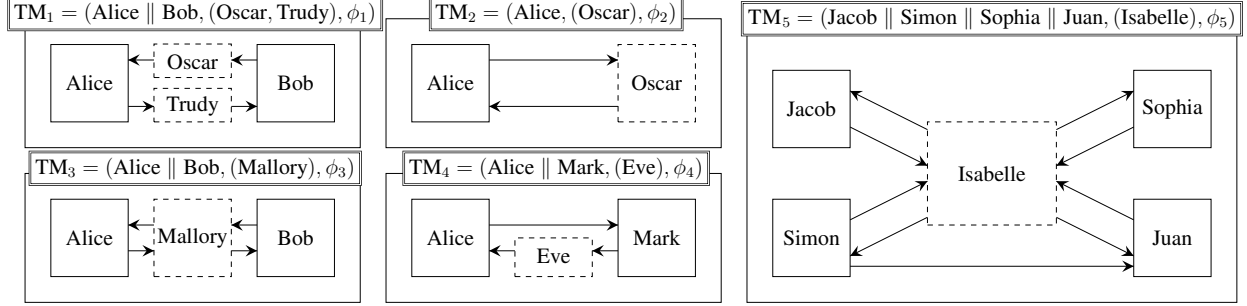 TM₁ = (Alice ∥ Bob, (Oscar, Trudy), ϕ₁)
Alice
Oscar
Trudy
Bob
TM₂ = (Alice, (Oscar), ϕ₂)
Alice
Oscar
TM₃ = (Alice ∥ Bob, (Mallory), ϕ₃)
Alice
Mallory
Bob
TM₄ = (Alice ∥ Mark, (Eve), ϕ₄)
Alice
Eve
Mark
TM₅ = (Jacob ∥ Simon ∥ Sophia ∥ Juan, (Isabelle), ϕ₅)
Jacob
Sophia
Isabelle
Simon
Juan